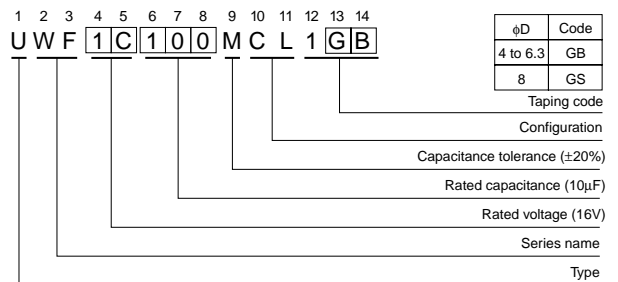 1 2 3 4 5 6 7 8 9 10 11 12 13 14
U W F 1 C 1 0 0 M C L 1 G B
φD Code
4 to 6.3 GB
8 GS
Taping code
Configuration
Capacitance tolerance (±20%)
Rated capacitance (10μF)
Rated voltage (16V)
Series name
Type